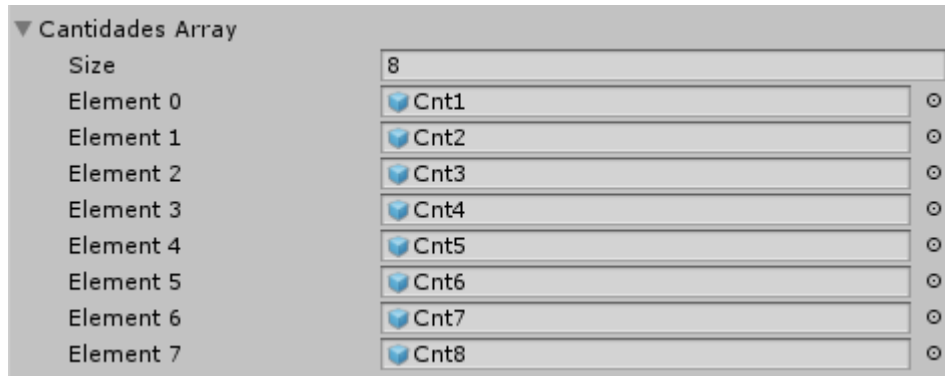 Cantidades Array
Size 8
Element 0 Cnt1
Element 1 Cnt2
Element 2 Cnt3
Element 3 Cnt4
Element 4 Cnt5
Element 5 Cnt6
Element 6 Cnt7
Element 7 Cnt8